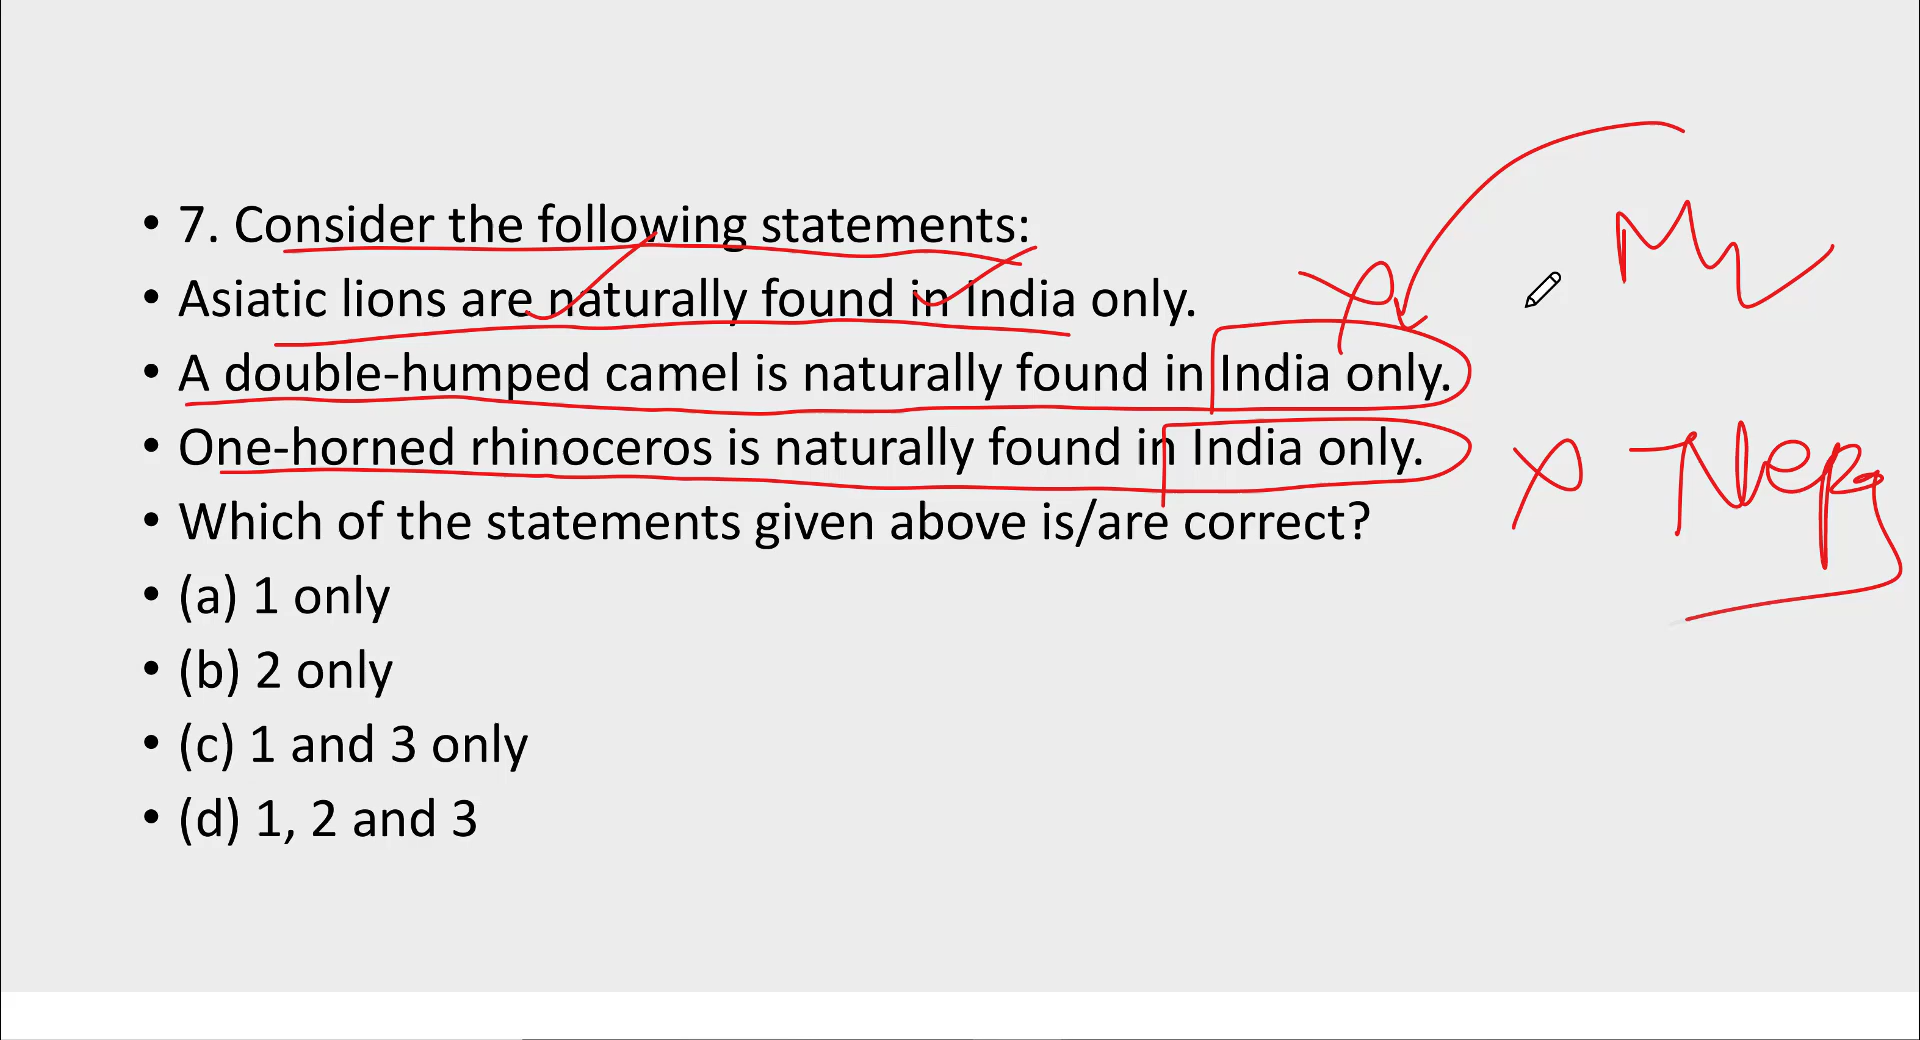 • 7. Consider the following statements:
• Asiatic lions are naturally found in India only.
• A double-humped camel is naturally found in India only.
• One-horned rhinoceros is naturally found in India only.
• Which of the statements given above is/are correct?
• (a) 1 only
• (b) 2 only
• (c) 1 and 3 only
• (d) 1, 2 and 3